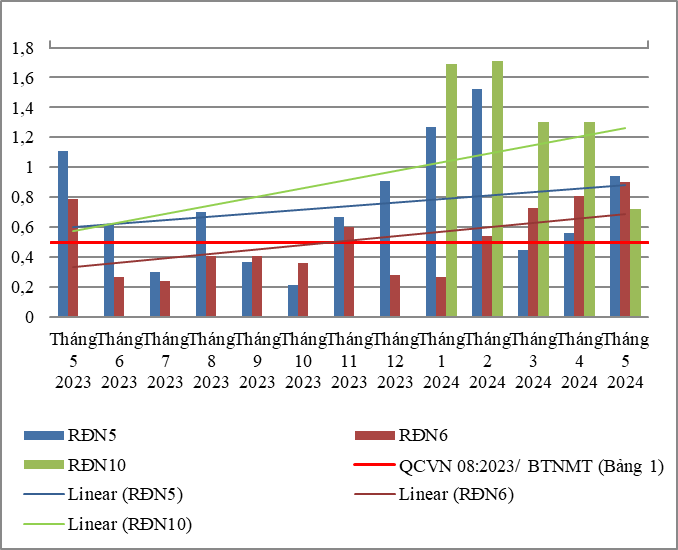 1,8
1,6
1,4
1,2
1
0,8
0,6
0,4
0,2
0
Tháng Tháng Tháng Tháng Tháng Tháng Tháng Tháng Tháng Tháng Tháng Tháng Tháng
5 6 7 8 9 10 11 12 1 2 3 4 5
2023 2023 2023 2023 2023 2023 2023 2023 2024 2024 2024 2024 2024
RĐN5 RĐN6
RĐN10 QCVN 08:2023/ BTNMT (Bảng 1)
Linear (RĐN5) Linear (RĐN6)
Linear (RĐN10)